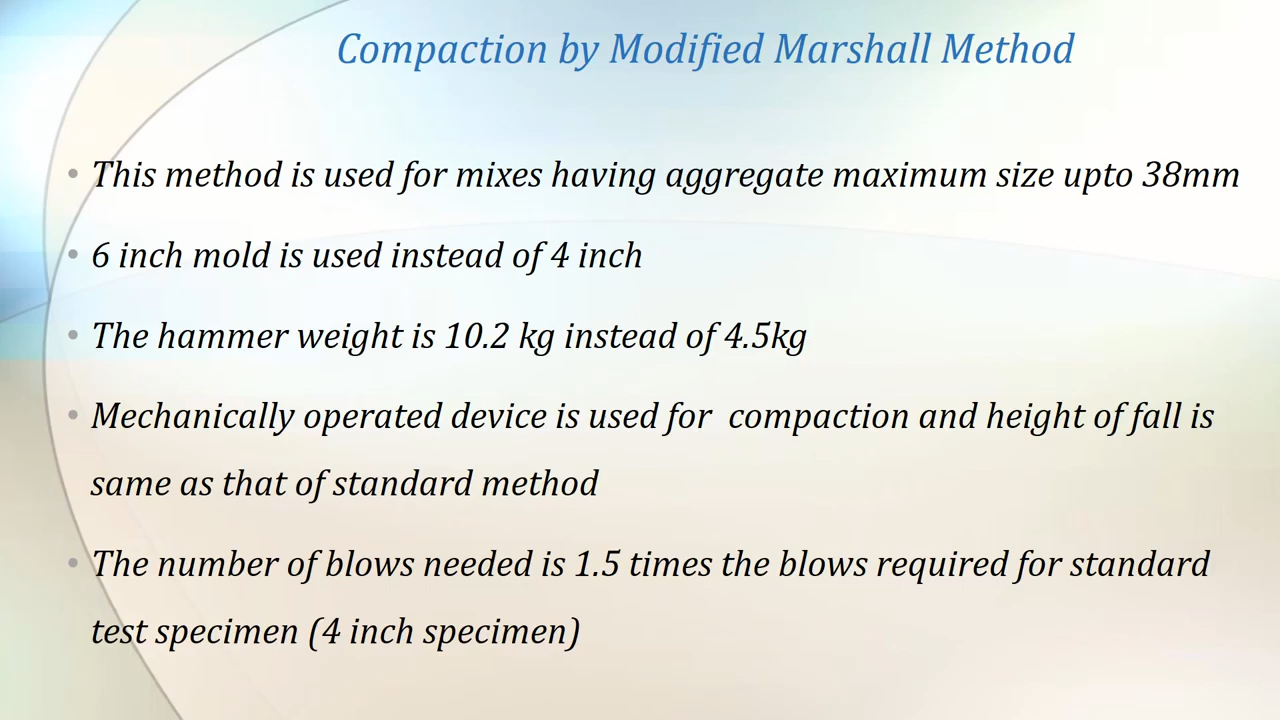 Compaction by Modified Marshall Method
• This method is used for mixes having aggregate maximum size upto 38mm
• 6 inch mold is used instead of 4 inch
• The hammer weight is 10.2 kg instead of 4.5kg
• Mechanically operated device is used for  compaction and height of fall is
same as that of standard method
• The number of blows needed is 1.5 times the blows required for standard
test specimen (4 inch specimen)